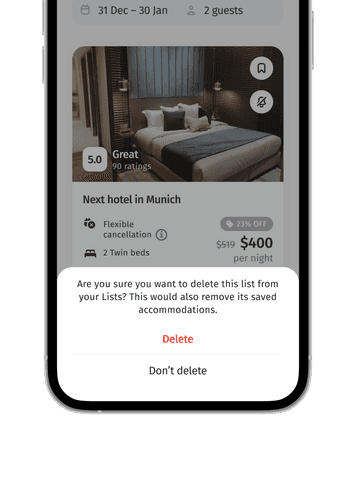 31 Dec – 30 Jan 2 guests
5.0 Great
90 ratings
Next hotel in Munich
Flexible
cancellation
23% OFF
2 Twin beds
$519 $400
per night
Are you sure you want to delete this list from
your Lists? This would also remove its saved
accommodations.
Delete
Don’t delete